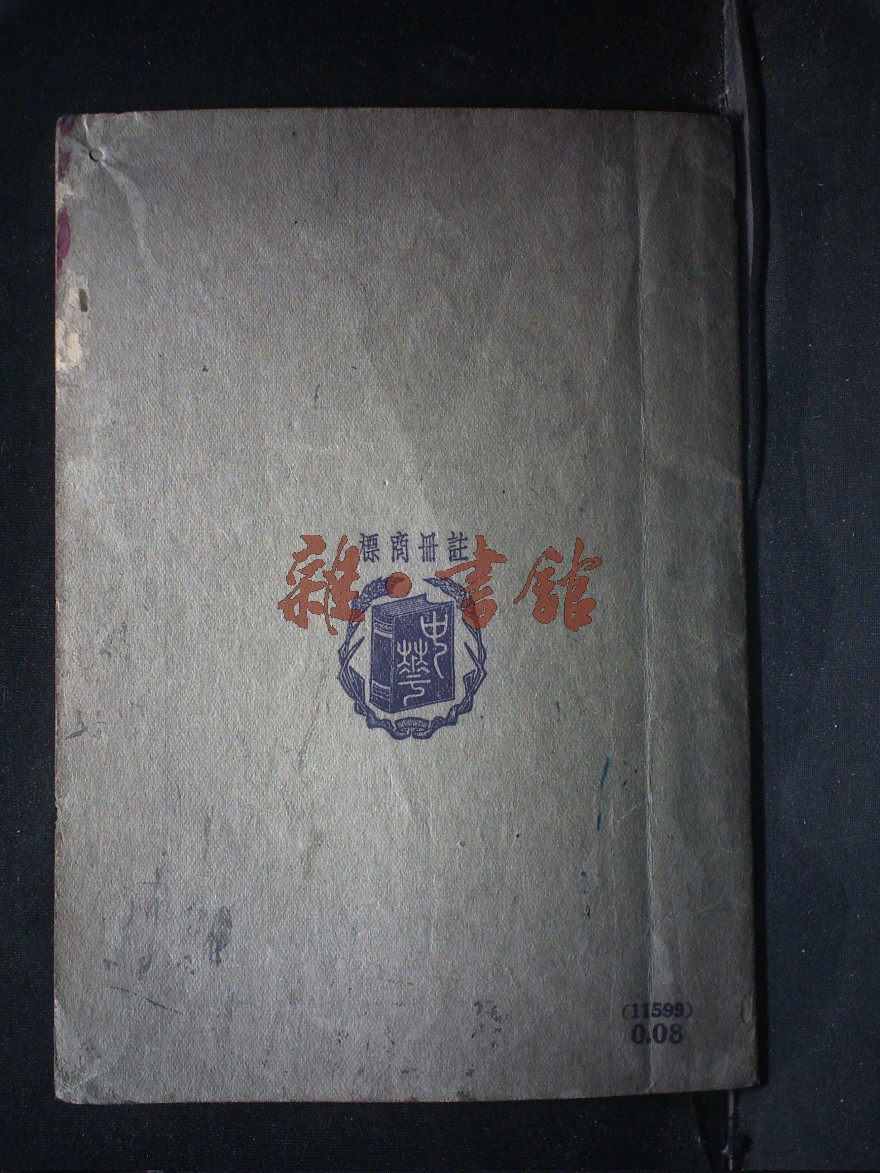 註冊商標
雜·書館
中華
(11599)
0.08